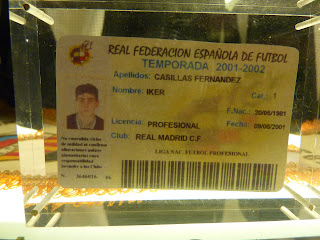 REAL FEDERACION ESPAÑOLA DE FUTBOL
TEMPORADA 2001-2002
Apellidos: CASILLAS FERNANDEZ
Nombre: IKER
Cat.: 1
F.Nac.: 20/05/1981
Licencia: PROFESIONAL
Fecha: 09/08/2001
Club: REAL MADRID C.F.
LIGA NAC. FUTBOL PROFESIONAL